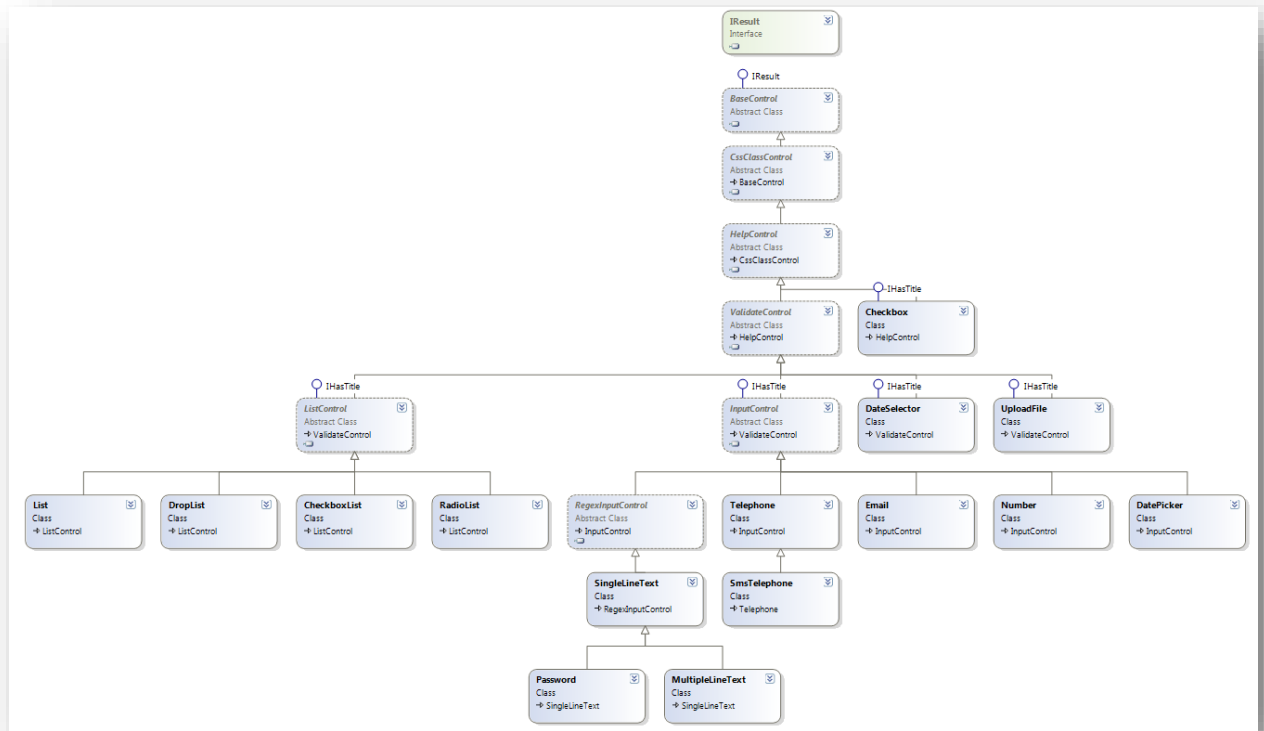 IResult
Interface
IResult
BaseControl
Abstract Class
CssClassControl
Abstract Class
BaseControl
HelpControl
Abstract Class
CssClassControl
IHasTitle
ValidateControl
Abstract Class
HelpControl
Checkbox
Class
HelpControl
IHasTitle
IHasTitle
IHasTitle
IHasTitle
ListControl
Abstract Class
ValidateControl
InputControl
Abstract Class
ValidateControl
DateSelector
Class
ValidateControl
UploadFile
Class
ValidateControl
List
Class
ListControl
DropList
Class
ListControl
CheckboxList
Class
ListControl
RadioList
Class
ListControl
RegexInputControl
Abstract Class
InputControl
Telephone
Class
InputControl
Email
Class
InputControl
Number
Class
InputControl
DatePicker
Class
InputControl
SingleLineText
Class
RegexInputControl
SmsTelephone
Class
Telephone
Password
Class
SingleLineText
MultipleLineText
Class
SingleLineText